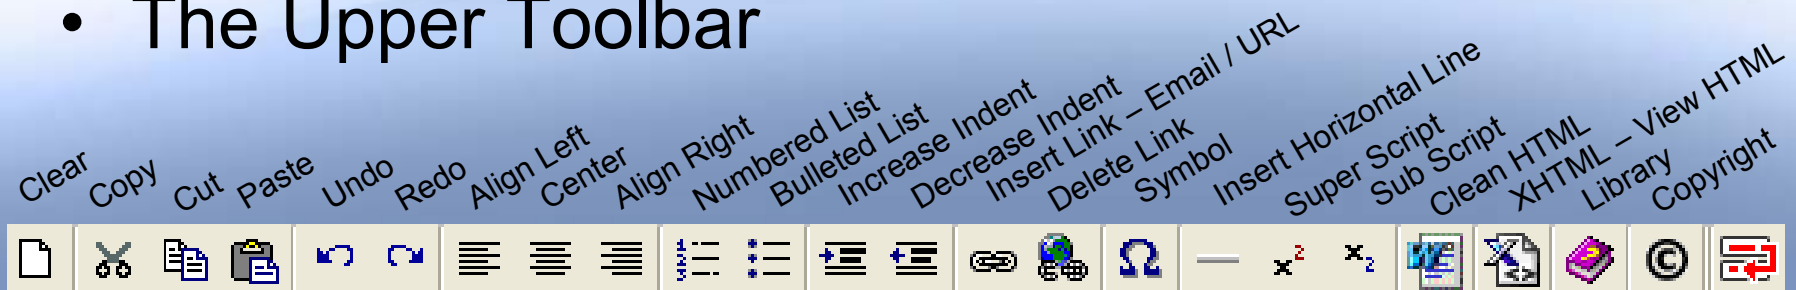 • The Upper Toolbar
Clear
Copy
Cut
Paste
Undo
Redo
Align Left
Center
Align Right
Numbered List
Bulleted List
Increase Indent
Decrease Indent
Insert Link – Email / URL
Delete Link
Symbol
Insert Horizontal Line
Super Script
Sub Script
Clean HTML
XHTML – View HTML
Library
Copyright